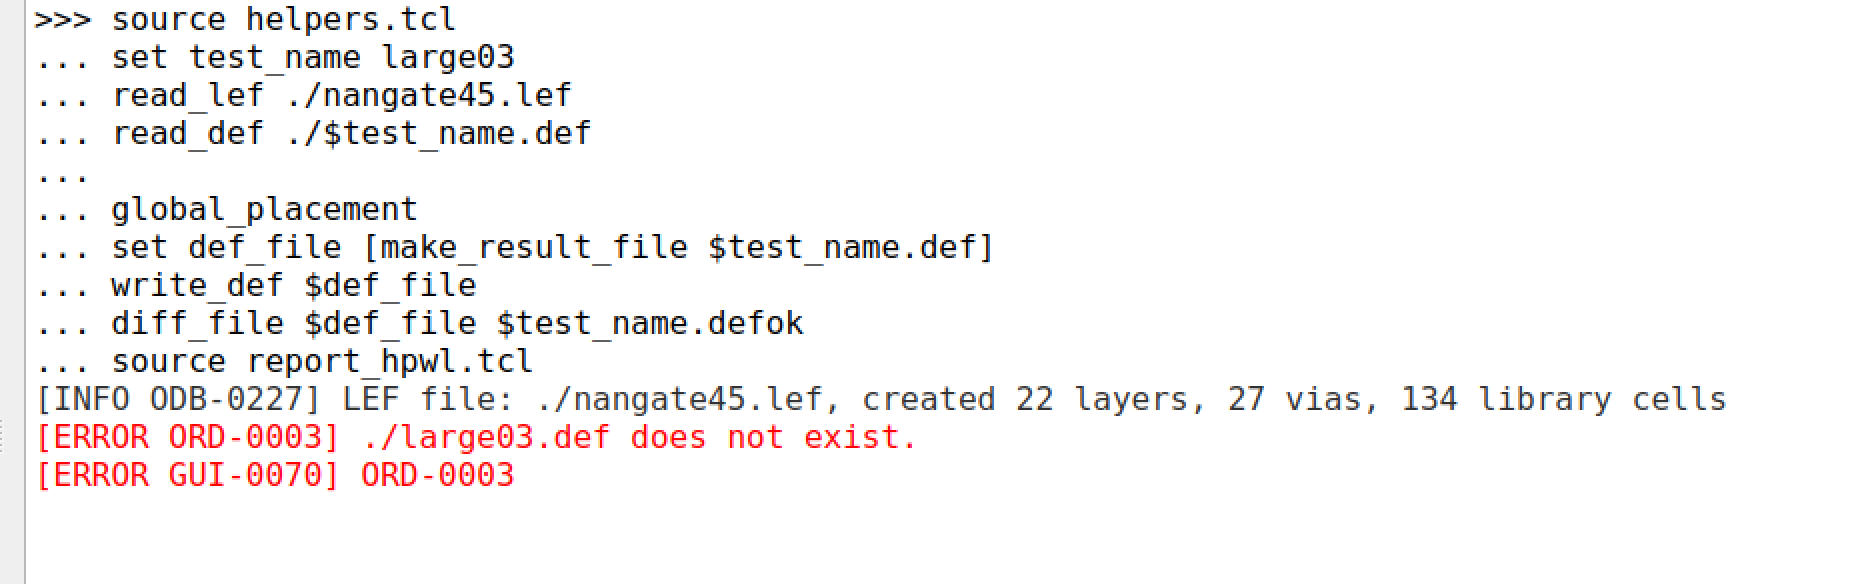 >>> source helpers.tcl
... set test_name large03
... read_lef ./nangate45.lef
... read_def ./$test_name.def
...
... global_placement
... set def_file [make_result_file $test_name.def]
... write_def $def_file
... diff_file $def_file $test_name.defok
... source report_hpwl.tcl
[INFO ODB-0227] LEF file: ./nangate45.lef, created 22 layers, 27 vias, 134 library cells
[ERROR ORD-0003] ./large03.def does not exist.
[ERROR GUI-0070] ORD-0003